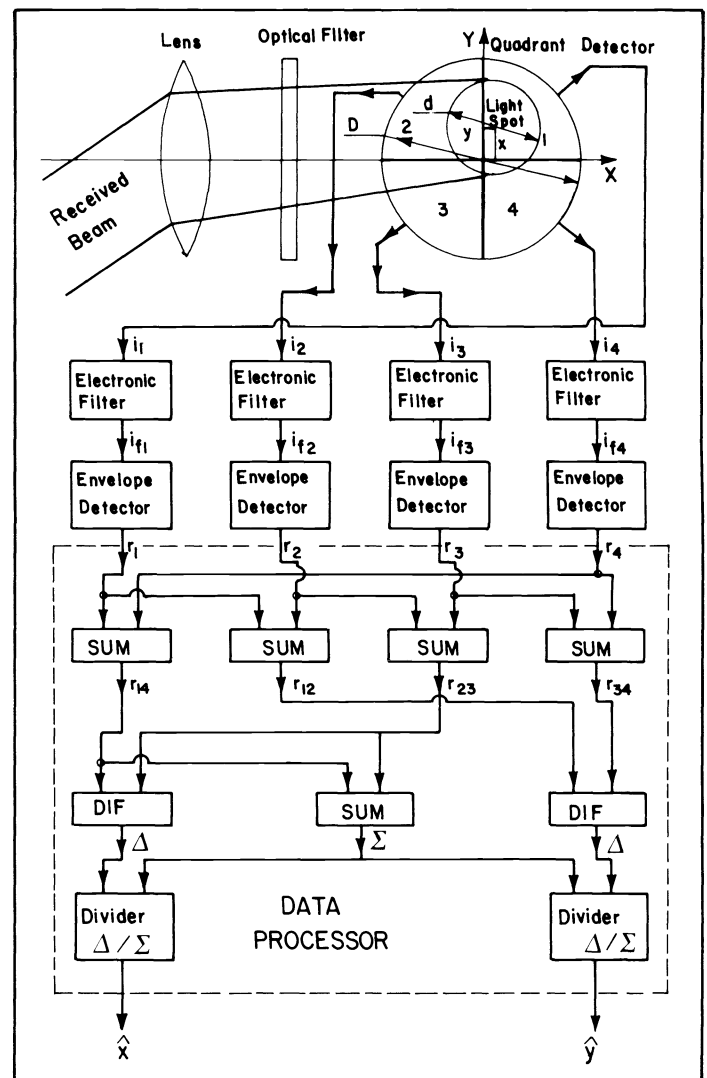 Lens
Optical Filter
Y Quadrant Detector
Light
Spot
d
D
2
y
x
1
X
3
4
Received
Beam
i1 i2 i3 i4
Electronic Filter
Electronic Filter
Electronic Filter
Electronic Filter
if1 if2 if3 if4
Envelope Detector
Envelope Detector
Envelope Detector
Envelope Detector
r1 r2 r3 r4
SUM SUM SUM SUM
r14 r12 r23 r34
DIF SUM DIF
Δ Σ Δ
Divider Δ/Σ
DATA
PROCESSOR
Divider Δ/Σ
x̂ ŷ